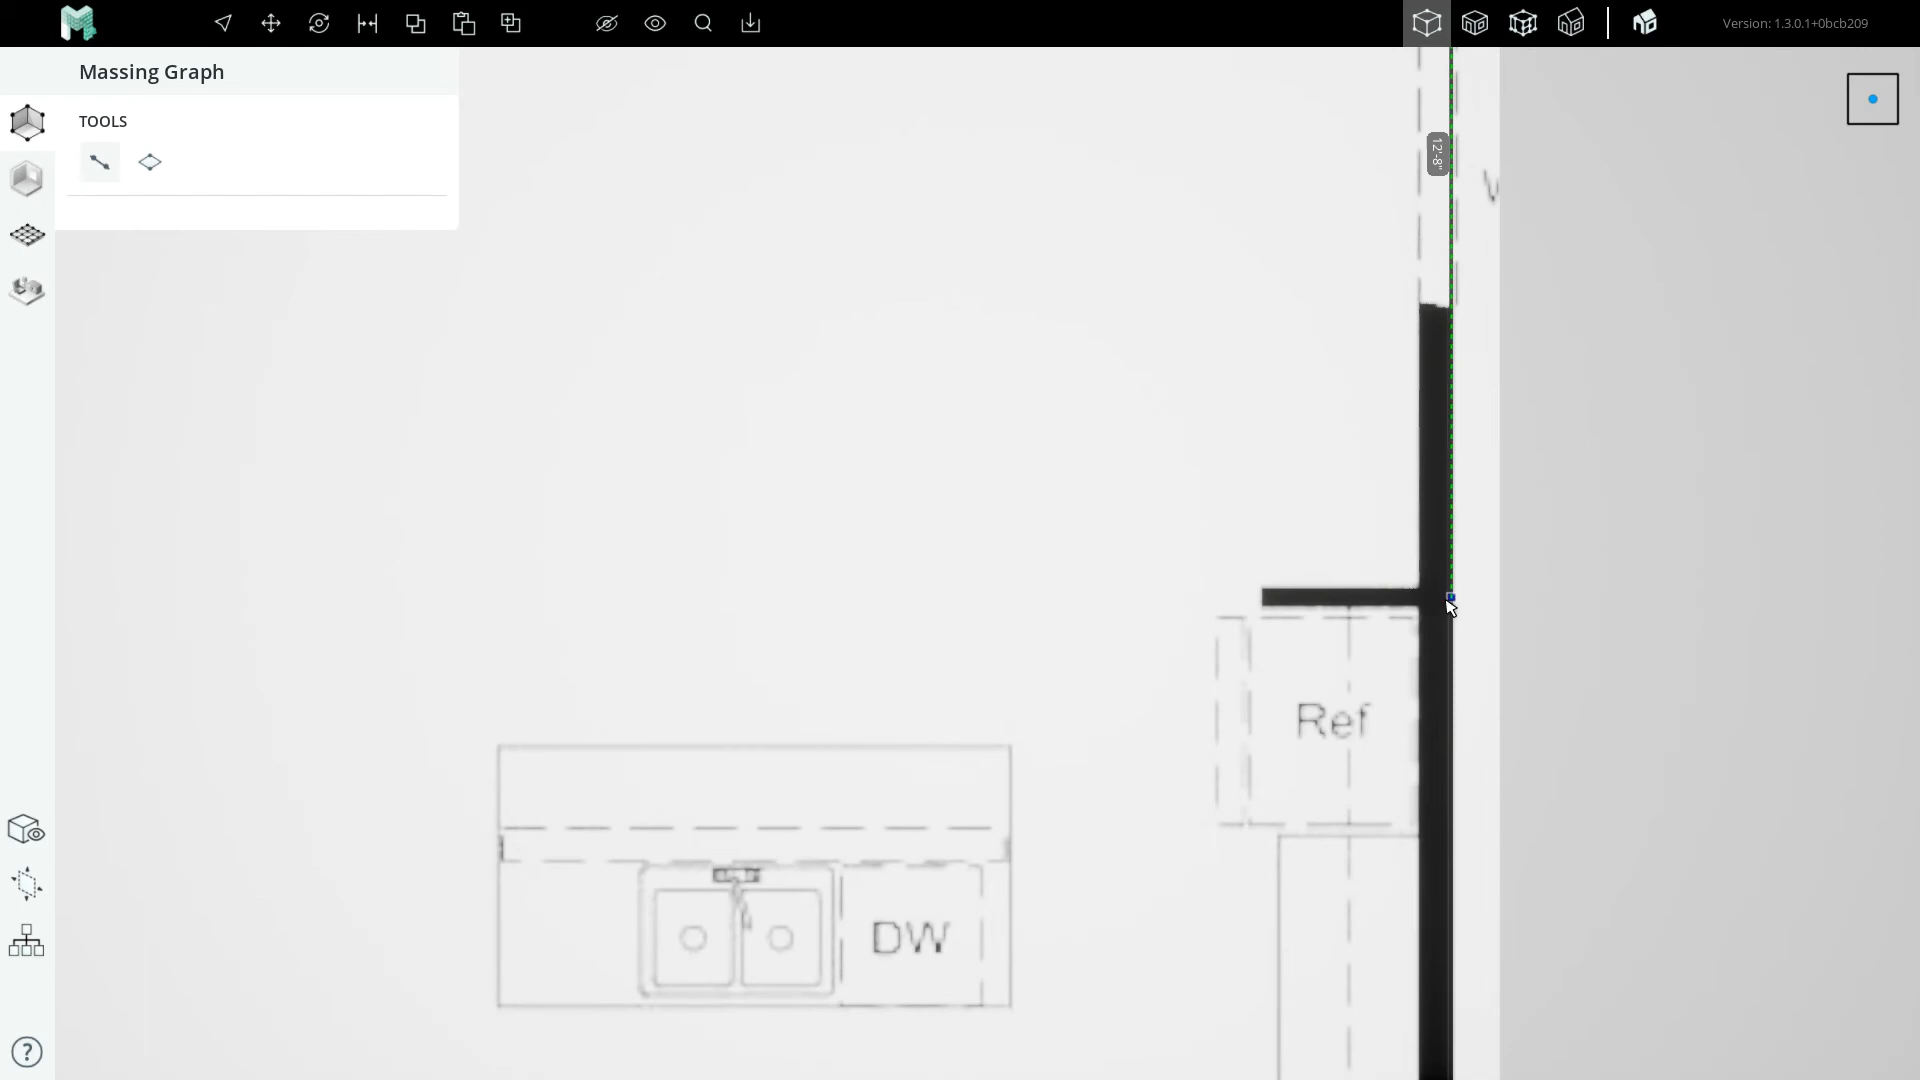 Version: 1.3.0.1+0bcb209
Massing Graph
TOOLS
12'-8"
Ref
DW
?